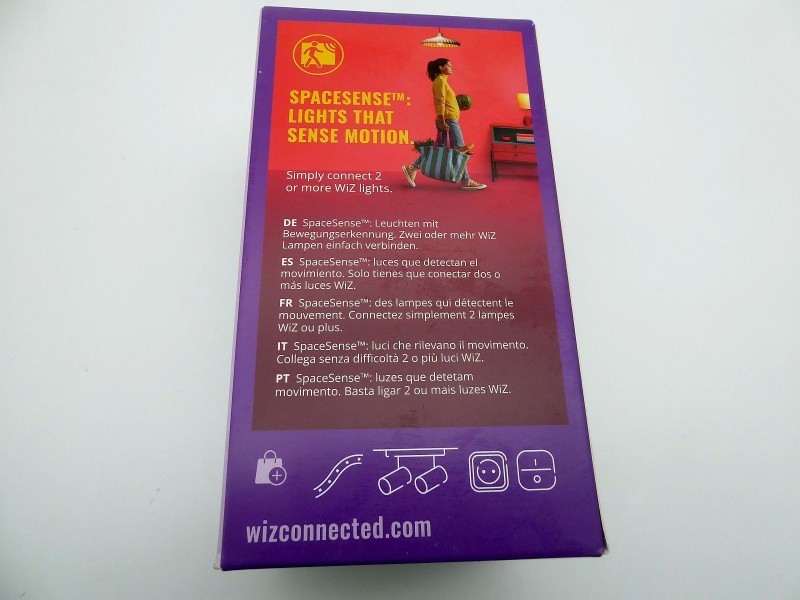 SPACESENSE™:
LIGHTS THAT
SENSE MOTION.
Simply connect 2
or more WiZ lights.
DE SpaceSense™: Leuchten mit
Bewegungserkennung. Zwei oder mehr WiZ
Lampen einfach verbinden.
ES SpaceSense™: luces que detectan el
movimiento. Solo tienes que conectar dos o
más luces WiZ.
FR SpaceSense™: des lampes qui détectent le
mouvement. Connectez simplement 2 lampes
WiZ ou plus.
IT SpaceSense™: luci che rilevano il movimento.
Collega senza difficoltà 2 o più luci WiZ.
PT SpaceSense™: luzes que detetam
movimento. Basta ligar 2 ou mais luzes WiZ.
wizconnected.com